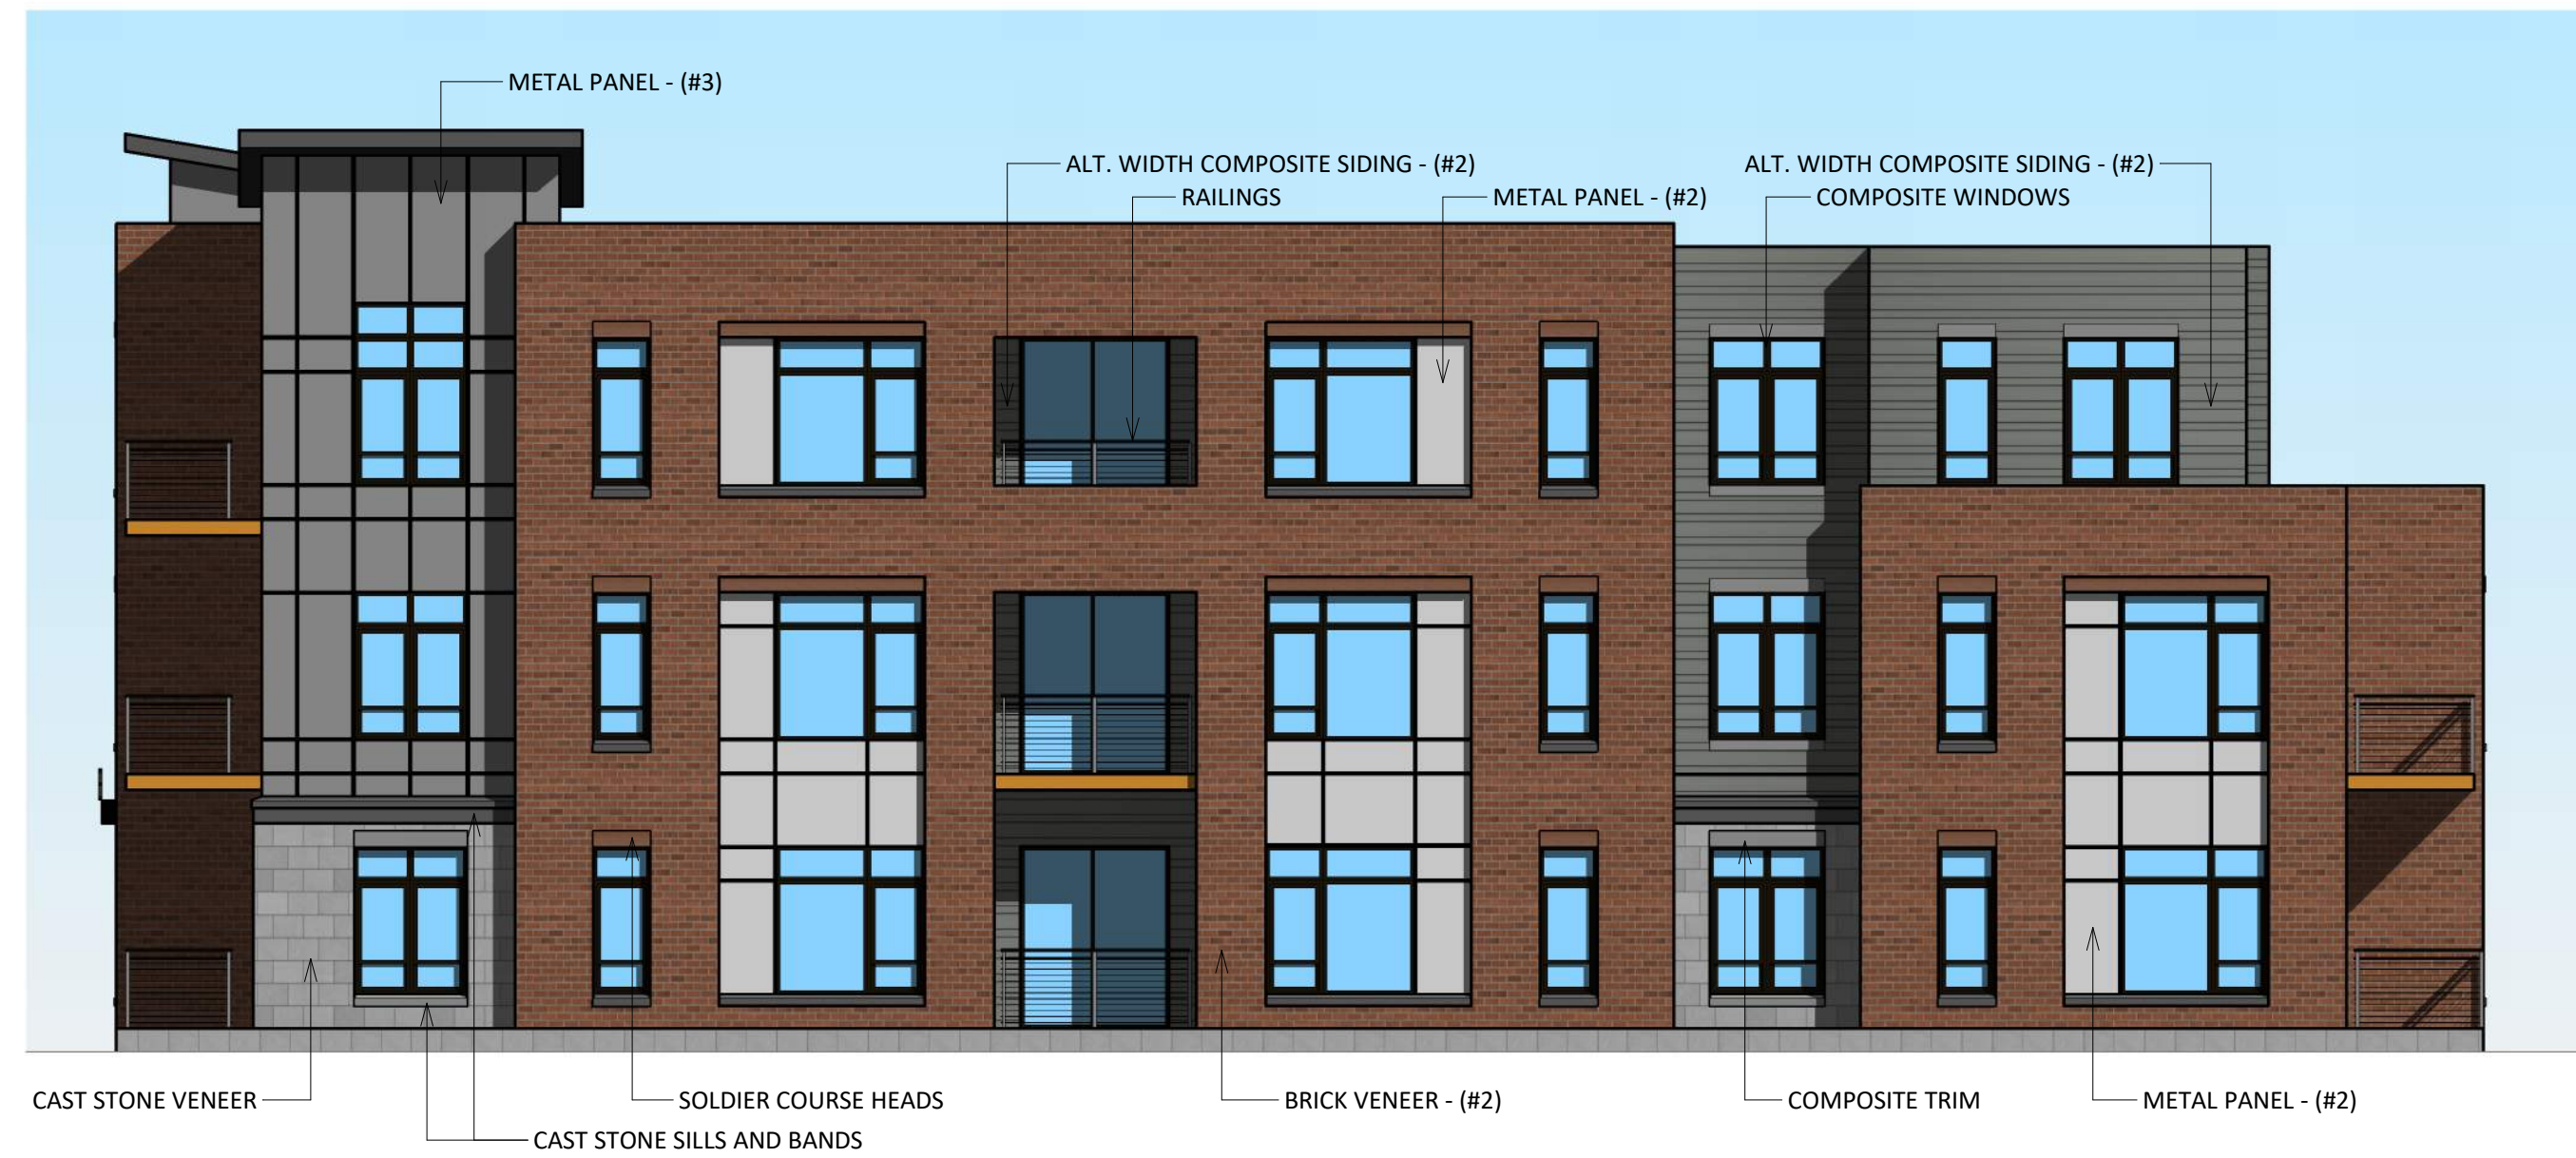 METAL PANEL - (#3)
ALT. WIDTH COMPOSITE SIDING - (#2)
ALT. WIDTH COMPOSITE SIDING - (#2)
RAILINGS
METAL PANEL - (#2)
COMPOSITE WINDOWS
CAST STONE VENEER
SOLDIER COURSE HEADS
BRICK VENEER - (#2)
COMPOSITE TRIM
METAL PANEL - (#2)
CAST STONE SILLS AND BANDS